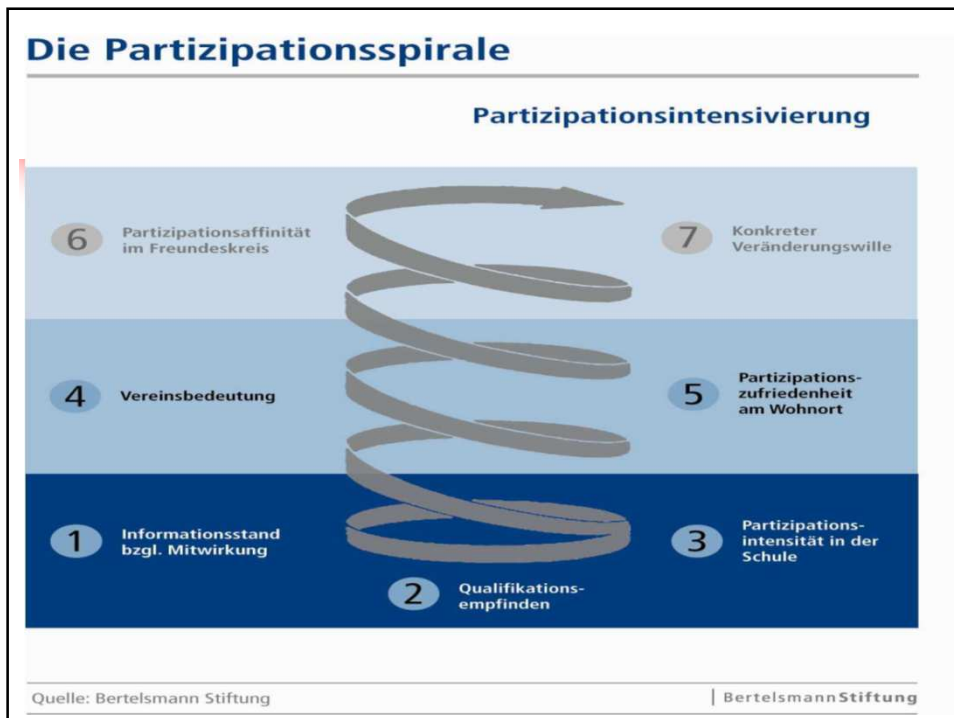 Die Partizipationsspirale
Partizipationsintensivierung
6
Partizipationsaffinität
im Freundeskreis
7
Konkreter
Veränderungswille
4
Vereinsbedeutung
5
Partizipations-
zufriedenheit
am Wohnort
1
Informationsstand
bzgl. Mitwirkung
2
Qualifikations-
empfinden
3
Partizipations-
intensität in der
Schule
Quelle: Bertelsmann Stiftung
| BertelsmannStiftung